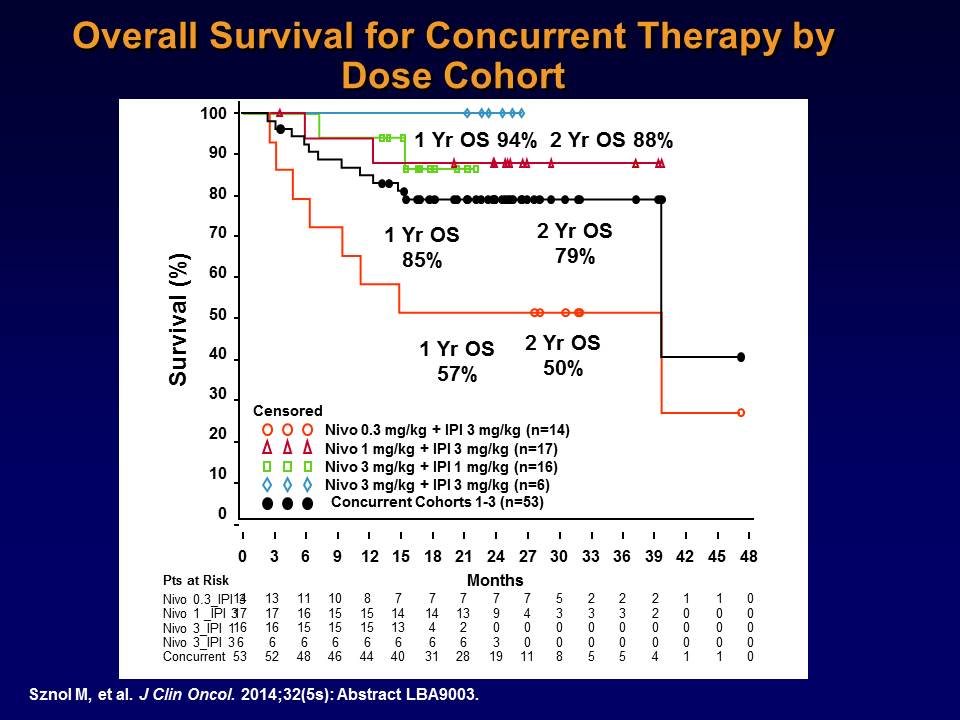 Overall Survival for Concurrent Therapy by
Dose Cohort
Survival (%)
100
90
80
70
60
50
40
30
20
10
0
1 Yr OS 94% 2 Yr OS 88%
1 Yr OS
85%
2 Yr OS
79%
1 Yr OS
57%
2 Yr OS
50%
Censored
Nivo 0.3 mg/kg + IPI 3 mg/kg (n=14)
Nivo 1 mg/kg + IPI 3 mg/kg (n=17)
Nivo 3 mg/kg + IPI 1 mg/kg (n=16)
Nivo 3 mg/kg + IPI 3 mg/kg (n=6)
Concurrent Cohorts 1-3 (n=53)
0 3 6 9 12 15 18 21 24 27 30 33 36 39 42 45 48
Pts at Risk
Months
Nivo 0.3_IPI 3 14 13 11 10 8 7 7 7 7 7 5 2 2 2 1 1 0
Nivo 1 _IPI 3 17 17 16 15 15 14 14 13 9 4 3 3 3 2 0 0 0
Nivo 3_IPI 1 16 16 15 15 15 13 4 2 0 0 0 0 0 0 0 0 0
Nivo 3_IPI 3 6 6 6 6 6 6 6 6 3 0 0 0 0 0 0 0 0
Concurrent 53 52 48 46 44 40 31 28 19 11 8 5 5 4 1 1 0
Sznol M, et al. J Clin Oncol. 2014;32(5s): Abstract LBA9003.